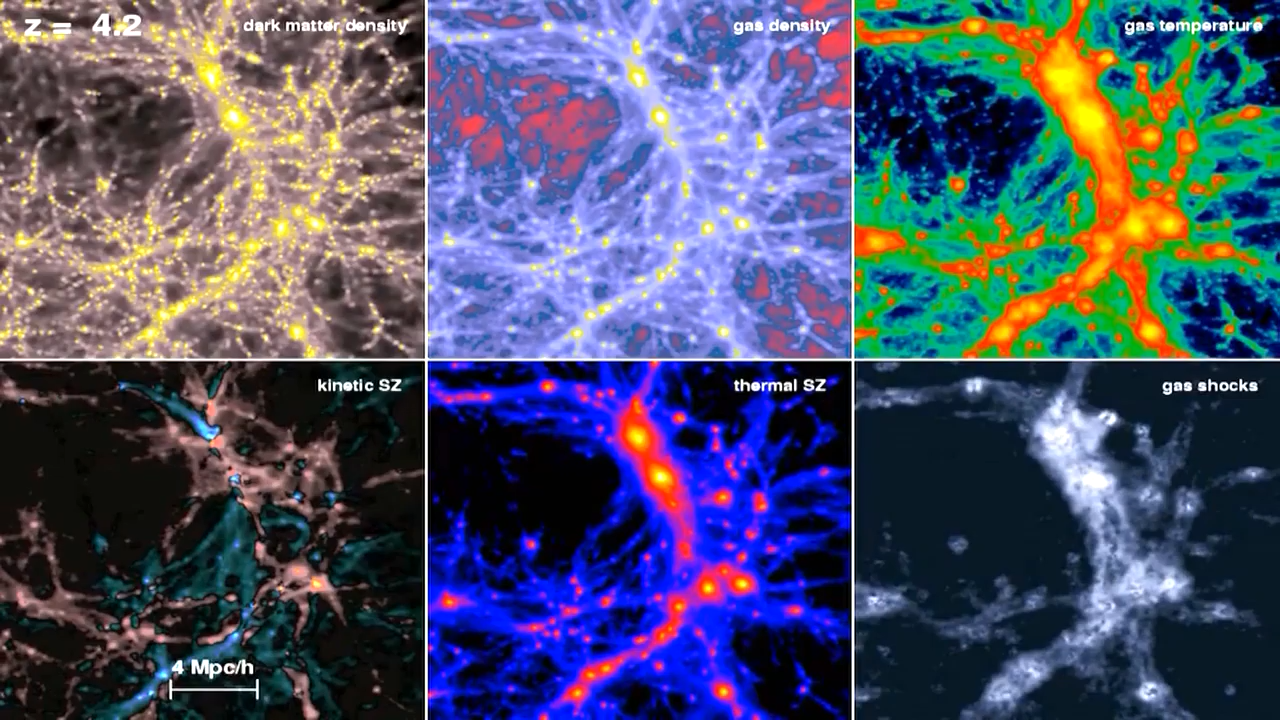 z = 4.2
dark matter density
gas density
gas temperature
kinetic SZ
thermal SZ
gas shocks
4 Mpc/h